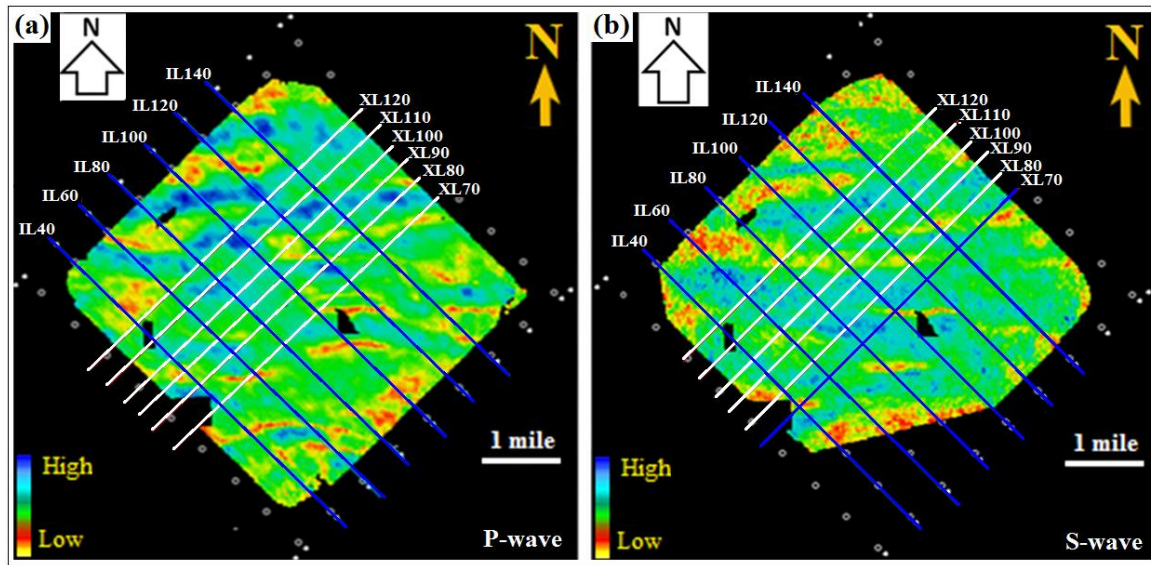 (a)
N
N
IL140
IL120
IL100
IL80
IL60
IL40
XL120
XL110
XL100
XL90
XL80
XL70
1 mile
High
Low
P-wave
(b)
N
N
IL140
IL120
IL100
IL80
IL60
IL40
XL120
XL110
XL100
XL90
XL80
XL70
1 mile
High
Low
S-wave